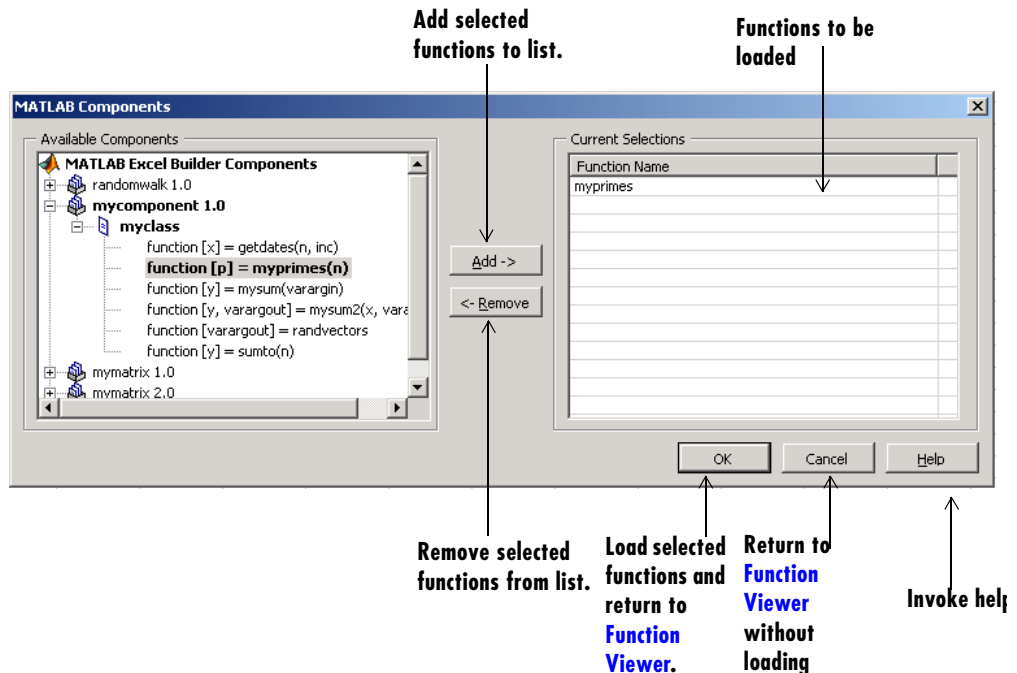 Add selected
functions to list.
Functions to be
loaded
MATLAB Components
Available Components
MATLAB Excel Builder Components
randomwalk 1.0
mycomponent 1.0
myclass
function [x] = getdates(n, inc)
function [p] = myprimes(n)
function [y] = mysum(varargin)
function [y, varargout] = mysum2(x, vara
function [varargout] = randvectors
function [y] = sumto(n)
mymatrix 1.0
mymatrix 2.0
Add ->
<- Remove
Current Selections
Function Name
myprimes
OK
Cancel
Help
Remove selected
functions from list.
Load selected
functions and
return to
Function
Viewer.
Return to
Function
Viewer
without
loading
Invoke help